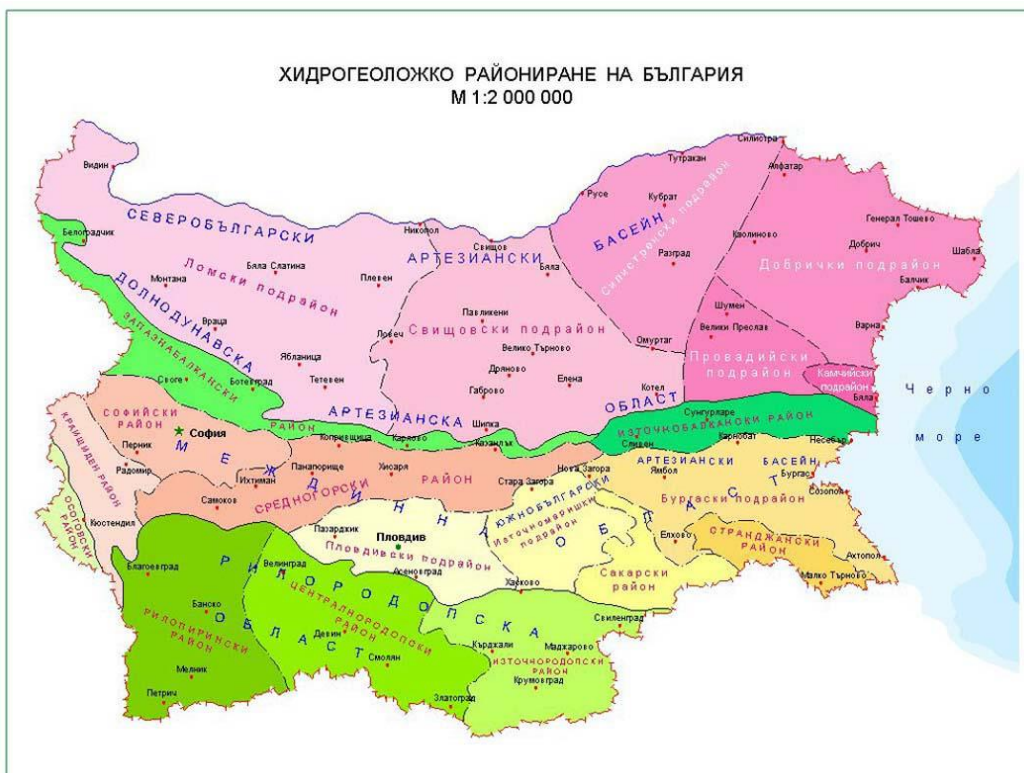 ХИДРОГЕОЛОЖКО РАЙОНИРАНЕ НА БЪЛГАРИЯ
М 1:2 000 000
Видин
Силистра
Тутракан
Алфатар
Русе
Кубрат
СЕВЕРОБЪЛГАРСКИ
АРТЕЗИАНСКИ
БАСЕЙН
Силистренски подрайон
Генерал Тошево
Белоградчик
Никопол
Свищов
Каолиново
Добрич
Шабла
Разград
Добрички подрайон
Балчик
Бяла Слатина
Монтана
Ломски подрайон
Плевен
Бяла
ДОЛНОДУНАВСКА
АРТЕЗИАНСКА
ОБЛАСТ
Павликени
Шумен
Враца
Свищовски подрайон
Велики Преслав
Варна
Ловеч
Омуртаг
Провадийски
подрайон
Велико Търново
Ябланица
Дряново
Камчийски
подрайон
ЗАПАЗНАБАЛКАНСКИ
РАЙОН
Своге
Ботевград
Тетевен
Габрово
Елена
Котел
Бяла
Черно
море
СОФИЙСКИ
РАЙОН
София
Шипка
Сунгурларе
ИЗТОЧНОБАЛКАНСКИ РАЙОН
КРАИЩИДЕН РАЙОН
Перник
Копривщица
Карлово
Казанлък
Сливен
Карнобат
Несебър
МЕЖДИННА
ОБЛАСТ
Радомир
Ихтиман
Панагюрище
Хисаря
Нова Загора
Ямбол
АРТЕЗИАНСКИ БАСЕЙН
Бургас
Самоков
СРЕДНОГОРСКИ
РАЙОН
Стара Загора
Созопол
Бургаски подрайон
ОСОГОВСКИ
РАЙОН
Кюстендил
ЮЖНОБЪЛГАРСКИ
Източномаришки
подрайон
Пазарджик
Пловдив
Елхово
СТРАНДЖАНСКИ
РАЙОН
Ахтопол
Пловдивски подрайон
Благоевград
Велинград
Асеновград
Сакарски
район
Малко Търново
Хасково
РИЛОРОДОПСКА
ОБЛАСТ
ЦЕНТРАЛНОРОДОПСКИ
РАЙОН
Банско
РИЛОПИРИНСКИ
РАЙОН
Девин
Свиленград
Кърджали
Маджарово
Смолян
ИЗТОЧНОРОДОПСКИ
РАЙОН
Мелник
Крумовград
Петрич
Златоград